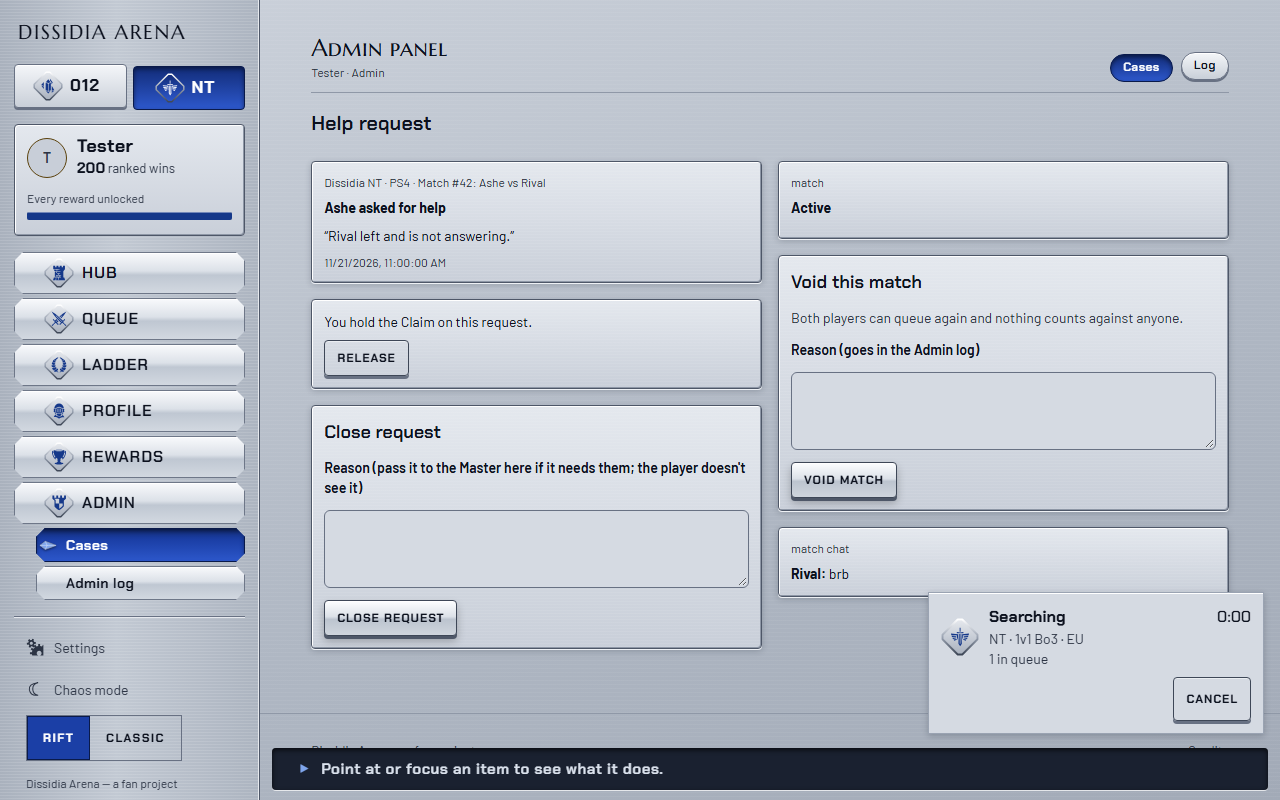 DISSIDIA ARENA
012
NT
T
Tester
200 ranked wins
Every reward unlocked
HUB
QUEUE
LADDER
PROFILE
REWARDS
ADMIN
Cases
Admin log
Settings
Chaos mode
RIFT
CLASSIC
Dissidia Arena — a fan project
Admin panel
Tester · Admin
Cases
Log
Help request
Dissidia NT · PS4 · Match #42: Ashe vs Rival
Ashe asked for help
“Rival left and is not answering.”
11/21/2026, 11:00:00 AM
You hold the Claim on this request.
RELEASE
Close request
Reason (pass it to the Master here if it needs them; the player doesn't
see it)
CLOSE REQUEST
match
Active
Void this match
Both players can queue again and nothing counts against anyone.
Reason (goes in the Admin log)
VOID MATCH
match chat
Rival: brb
Searching
0:00
NT · 1v1 Bo3 · EU
1 in queue
CANCEL
Point at or focus an item to see what it does.